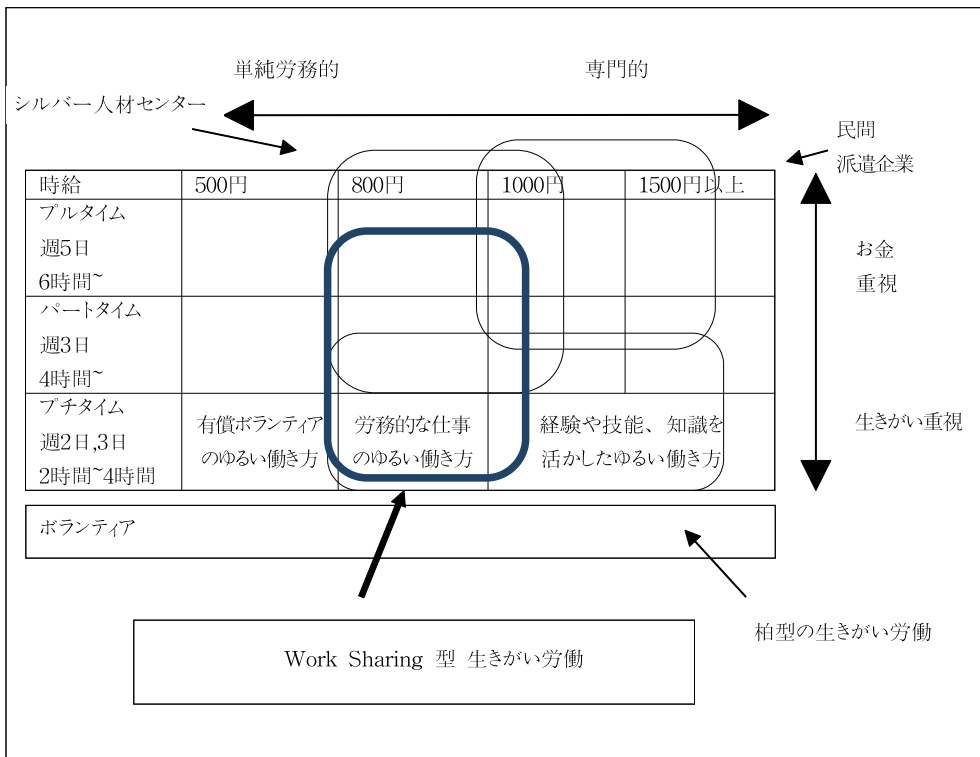 単純労務的
専門的
シルバー人材センター
民間
派遣企業
時給
500円
800円
1000円
1500円以上
プルタイム
週5日
6時間~
お金
重視
パートタイム
週3日
4時間~
プチタイム
週2日,3日
2時間~4時間
有償ボランティア
のゆるい働き方
労務的な仕事
のゆるい働き方
経験や技能、知識を
活かしたゆるい働き方
生きがい重視
ボランティア
柏型の生きがい労働
Work Sharing 型 生きがい労働